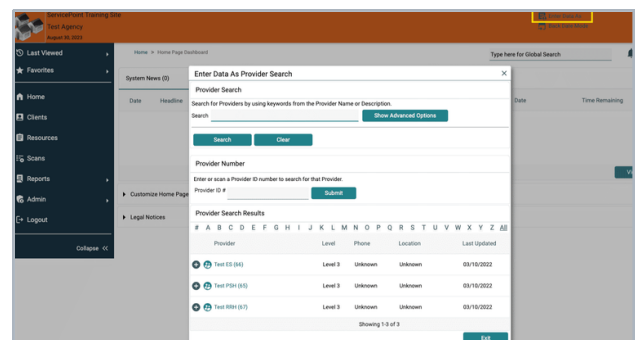 ServicePoint Training Site
Test Agency
August 30, 2023
Enter Data As
Back Date Mode
Last Viewed
Favorites
Home
Clients
Resources
Scans
Reports
Admin
Logout
Collapse
Home > Home Page Dashboard
Type here for Global Search
System News (0)
Date Headline
Date Time Remaining
Customize Home Page
Legal Notices
Enter Data As Provider Search
Provider Search
Search for Providers by using keywords from the Provider Name or Description.
Search Show Advanced Options
Search Clear
Provider Number
Enter or scan a Provider ID number to search for that Provider.
Provider ID # Submit
Provider Search Results
# A B C D E F G H I J K L M N O P Q R S T U V W X Y Z All
Provider Level Phone Location Last Updated
Test ES (66) Level 3 Unknown Unknown 03/10/2022
Test PSH (65) Level 3 Unknown Unknown 03/10/2022
Test RRH (67) Level 3 Unknown Unknown 03/10/2022
Showing 1-3 of 3
Exit